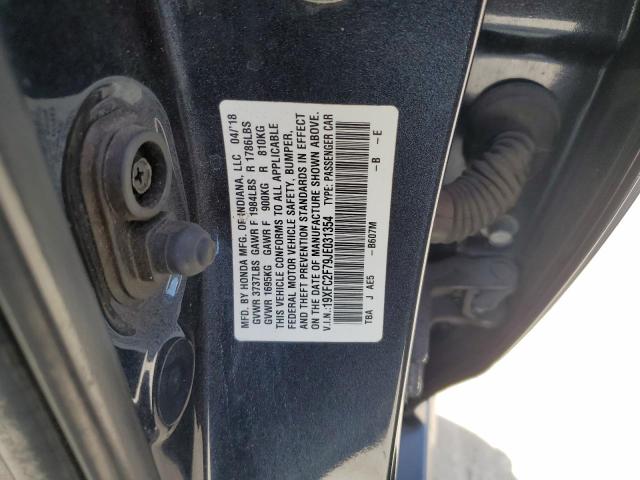 MFD. BY HONDA MFG. OF INDIANA, LLC 04/18
GVWR 3737LBS GAWR F 1984LBS R 1786LBS
GVWR 1695KG GAWR F 900KG R 810KG
THIS VEHICLE CONFORMS TO ALL APPLICABLE
FEDERAL MOTOR VEHICLE SAFETY, BUMPER,
AND THEFT PREVENTION STANDARDS IN EFFECT
ON THE DATE OF MANUFACTURE SHOWN ABOVE.
V.I.N.:19XFC2F79JE031354 TYPE: PASSENGER CAR
TBA J AE5 -B607M -B -E